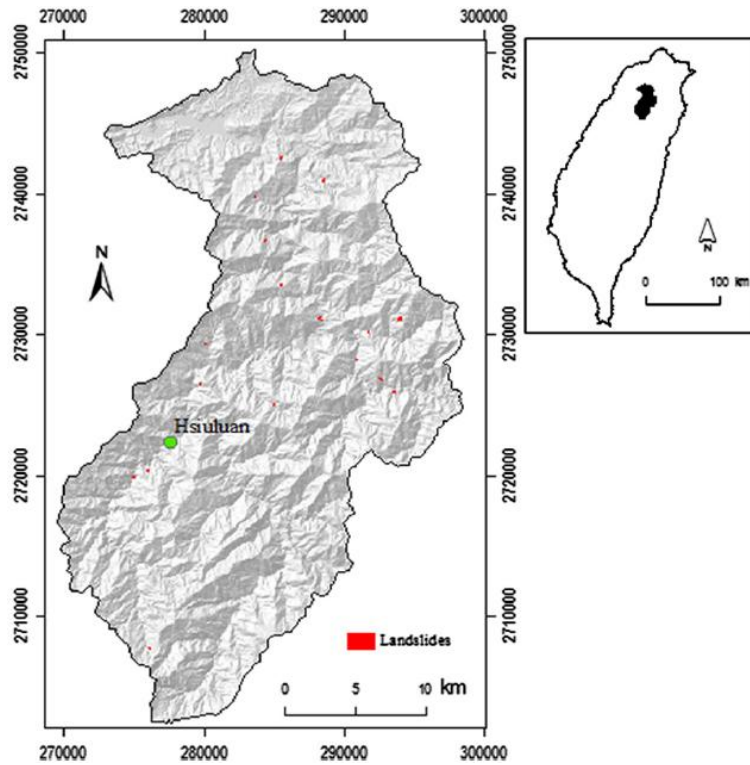 270000 280000 290000 300000
2750000 2750000
2740000 2740000
N
2730000 2730000
Hsiuluan
2720000 2720000
2710000 2710000
Landslides
0 5 10 km
270000 280000 290000 300000
N
0 100 km